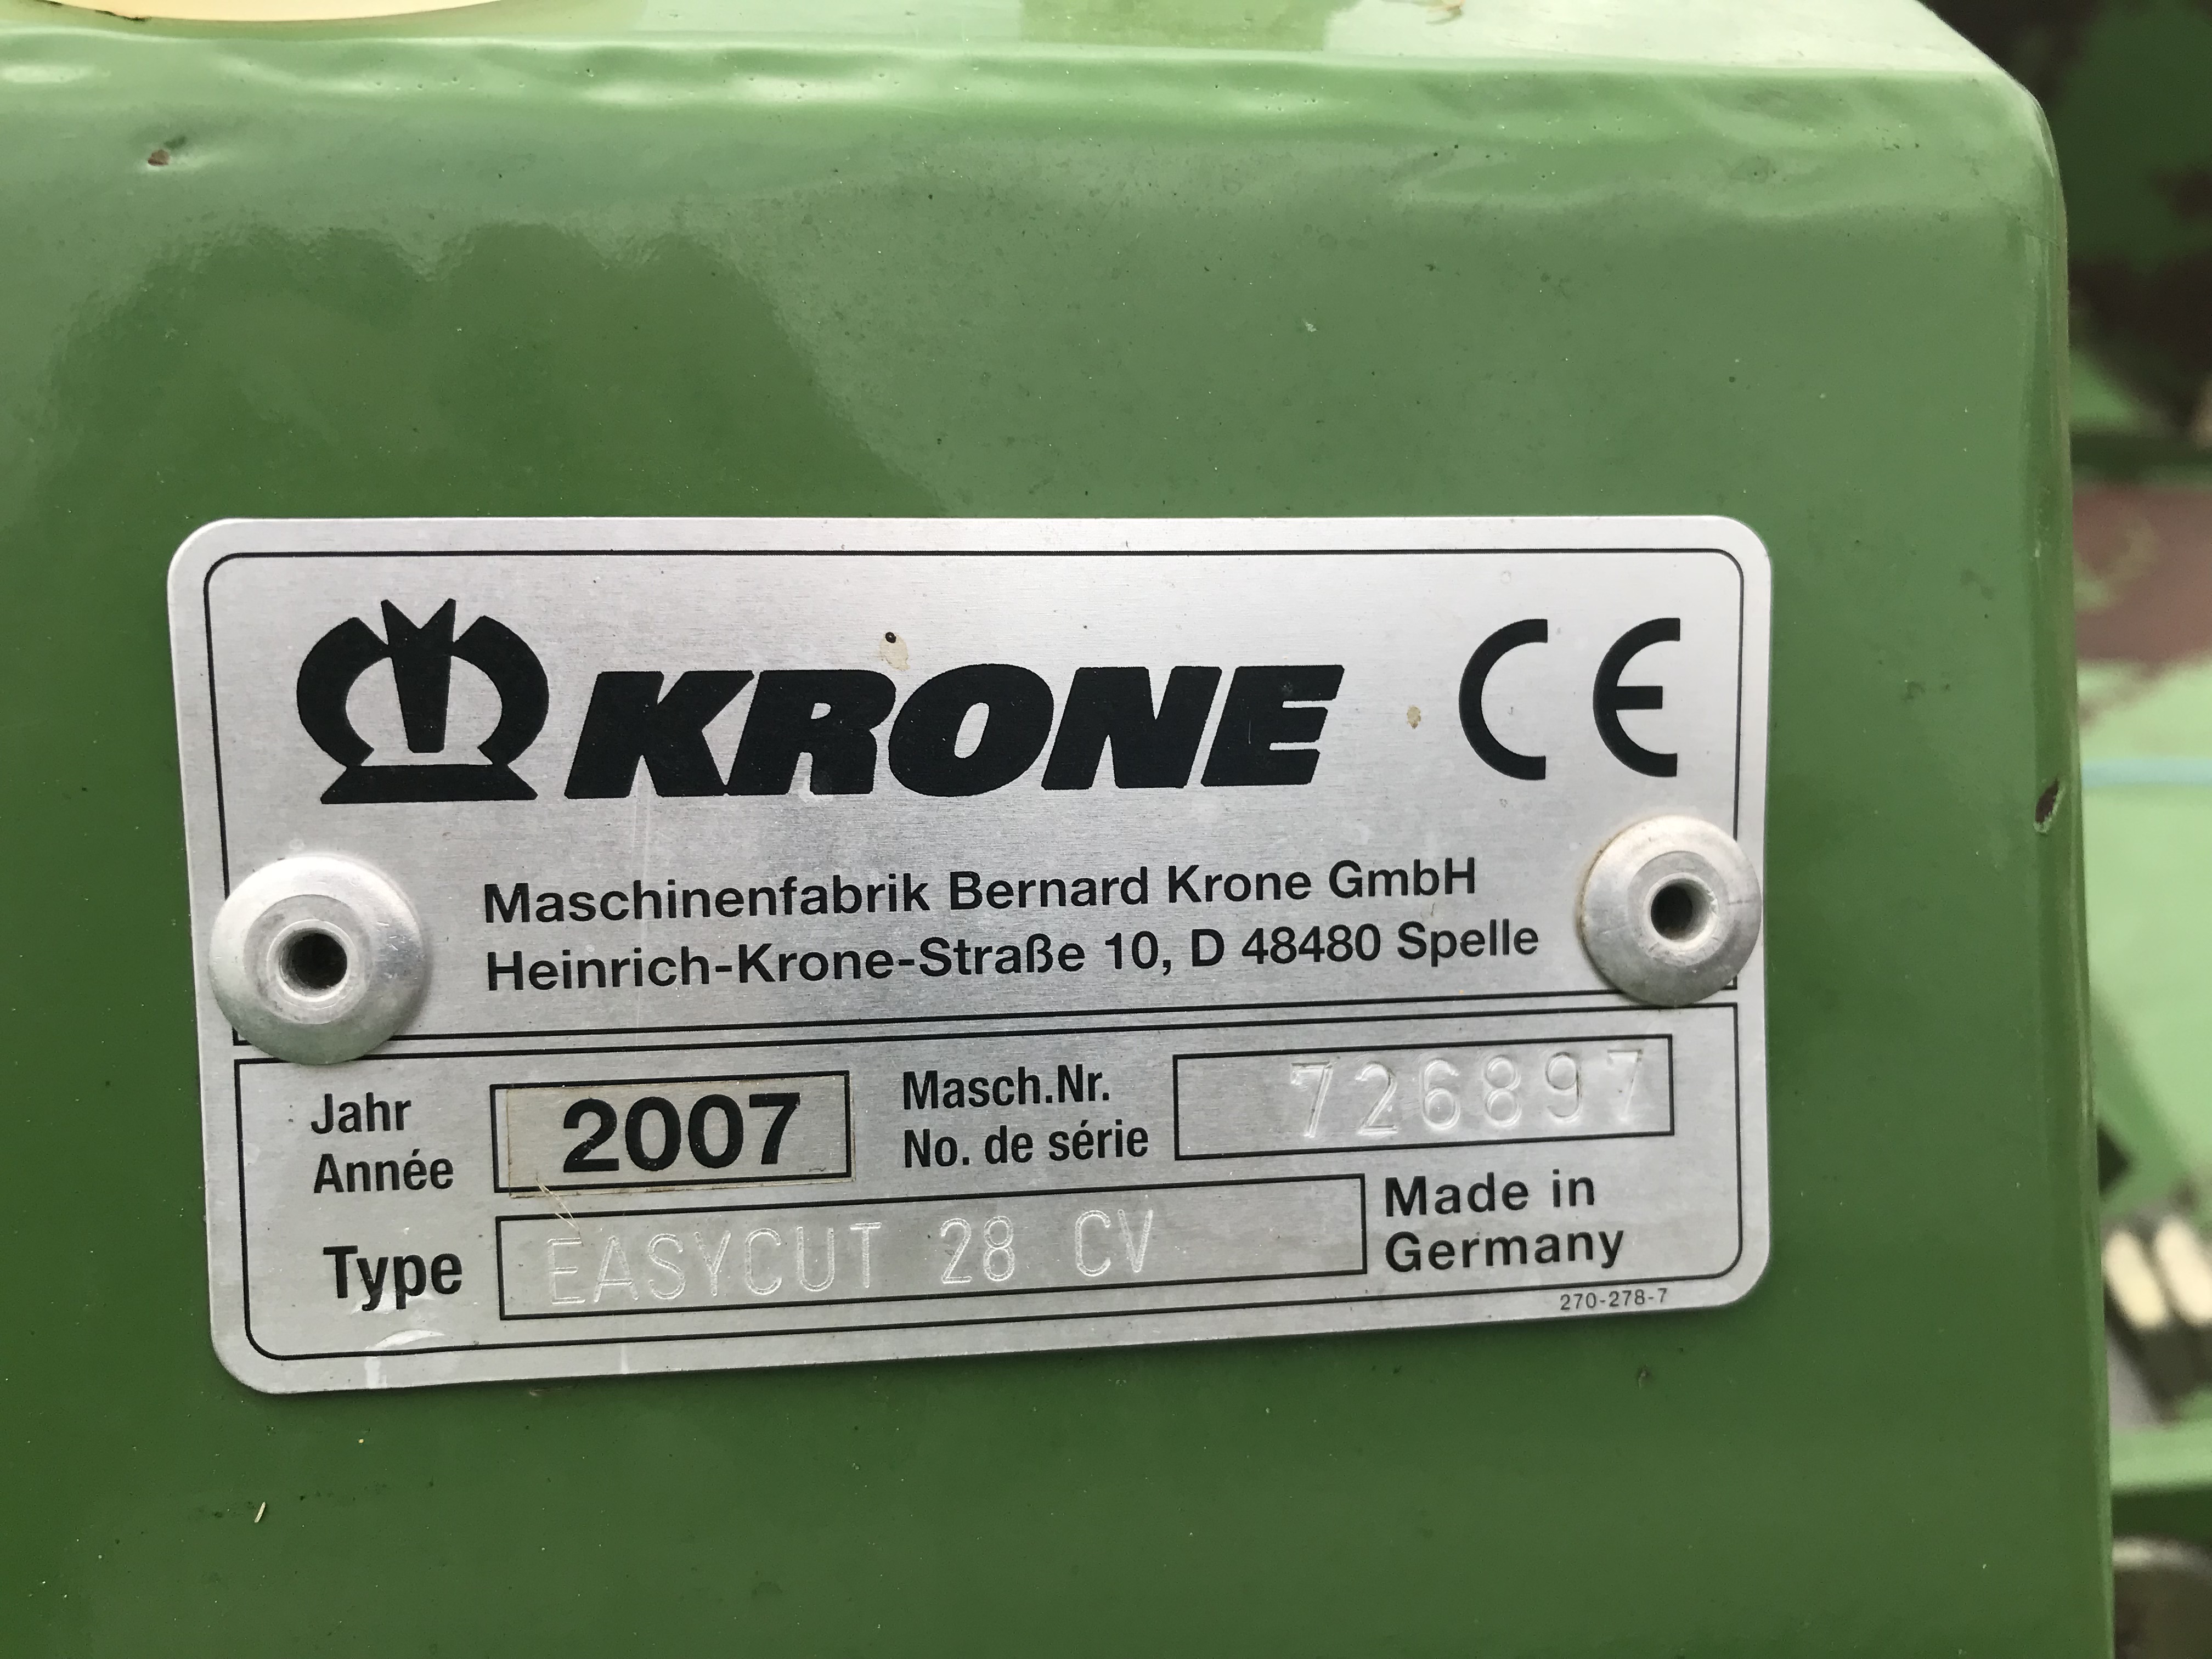 KRONE CE
Maschinenfabrik Bernard Krone GmbH
Heinrich-Krone-Straße 10, D 48480 Spelle
Jahr
Année
2007
Masch.Nr.
No. de série
726897
Type
EASYCUT 28 CV
Made in
Germany
270-278-7